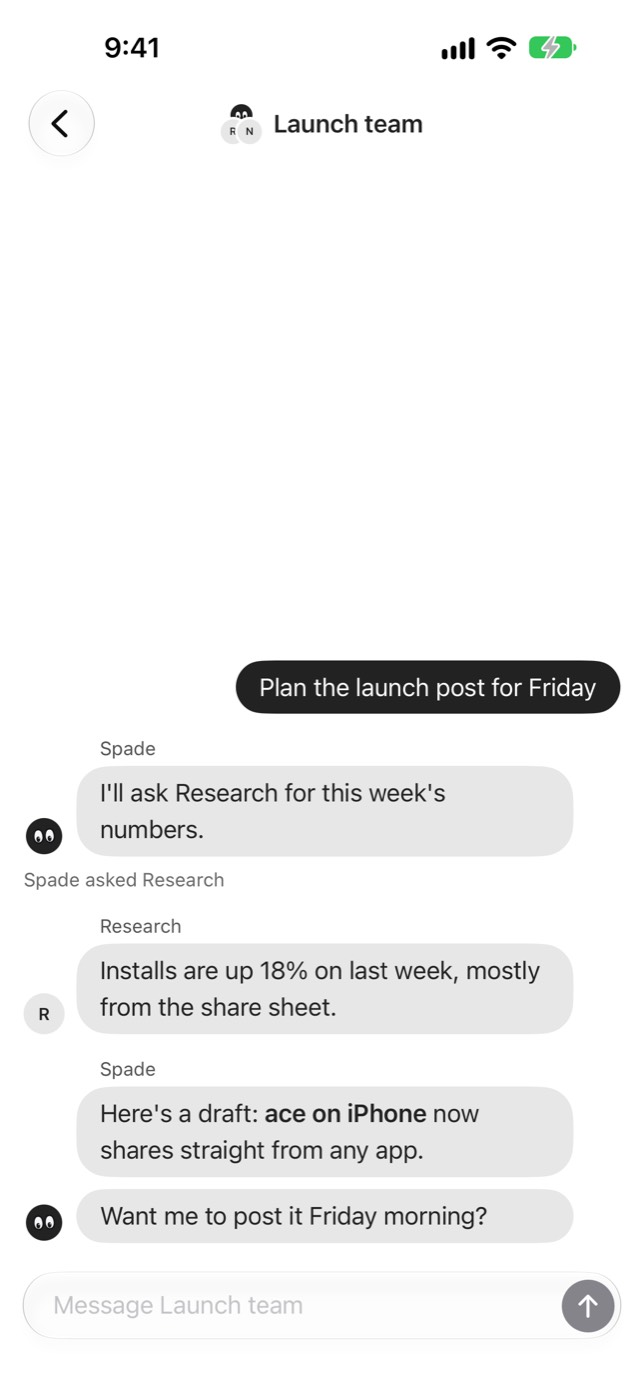 9:41
R N Launch team
Plan the launch post for Friday
Spade
I'll ask Research for this week's
numbers.
Spade asked Research
Research
Installs are up 18% on last week, mostly
from the share sheet.
R
Spade
Here's a draft: ace on iPhone now
shares straight from any app.
Want me to post it Friday morning?
Message Launch team